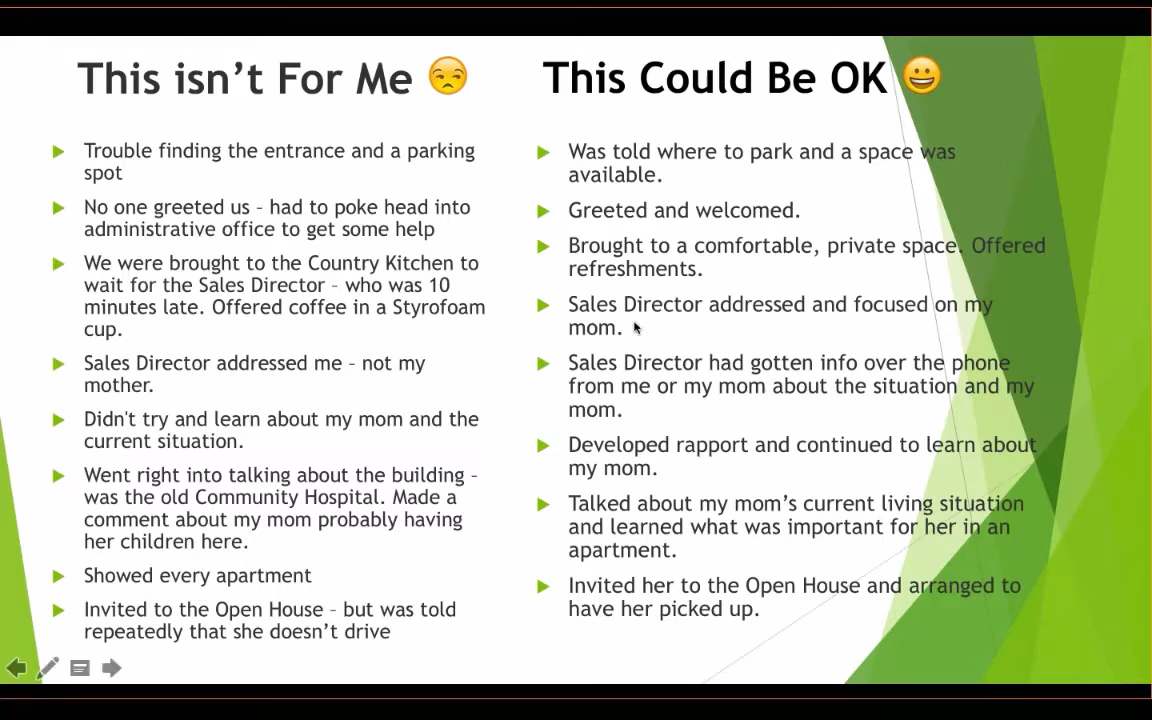 This isn’t For Me 😒
Trouble finding the entrance and a parking
spot
No one greeted us – had to poke head into
administrative office to get some help
We were brought to the Country Kitchen to
wait for the Sales Director – who was 10
minutes late. Offered coffee in a Styrofoam
cup.
Sales Director addressed me – not my
mother.
Didn't try and learn about my mom and the
current situation.
Went right into talking about the building –
was the old Community Hospital. Made a
comment about my mom probably having
her children here.
Showed every apartment
Invited to the Open House – but was told
repeatedly that she doesn’t drive
This Could Be OK 😀
Was told where to park and a space was
available.
Greeted and welcomed.
Brought to a comfortable, private space. Offered
refreshments.
Sales Director addressed and focused on my
mom.
Sales Director had gotten info over the phone
from me or my mom about the situation and my
mom.
Developed rapport and continued to learn about
my mom.
Talked about my mom’s current living situation
and learned what was important for her in an
apartment.
Invited her to the Open House and arranged to
have her picked up.